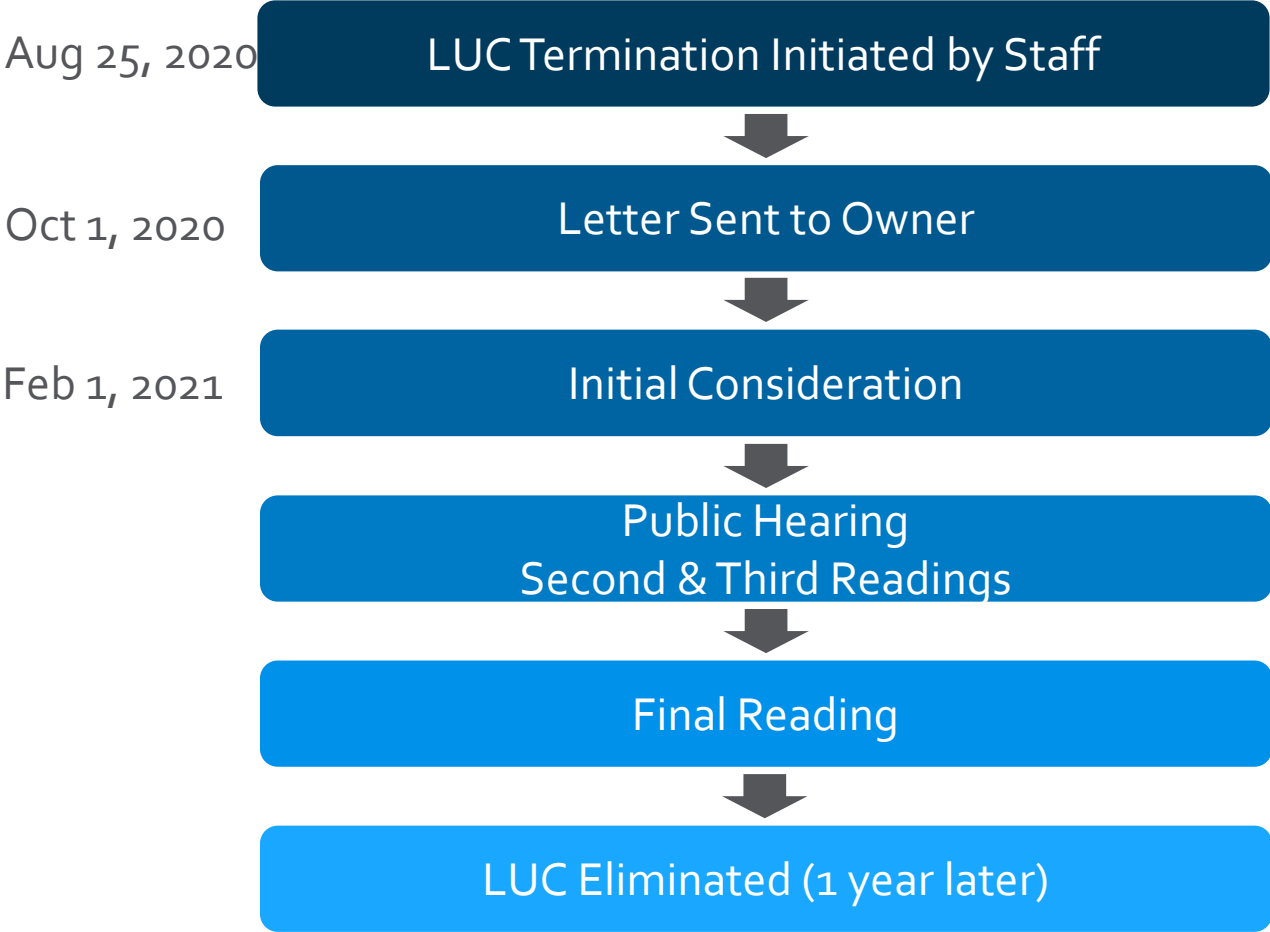 Aug 25, 2020
LUC Termination Initiated by Staff
Oct 1, 2020
Letter Sent to Owner
Feb 1, 2021
Initial Consideration
Public Hearing
Second & Third Readings
Final Reading
LUC Eliminated (1 year later)